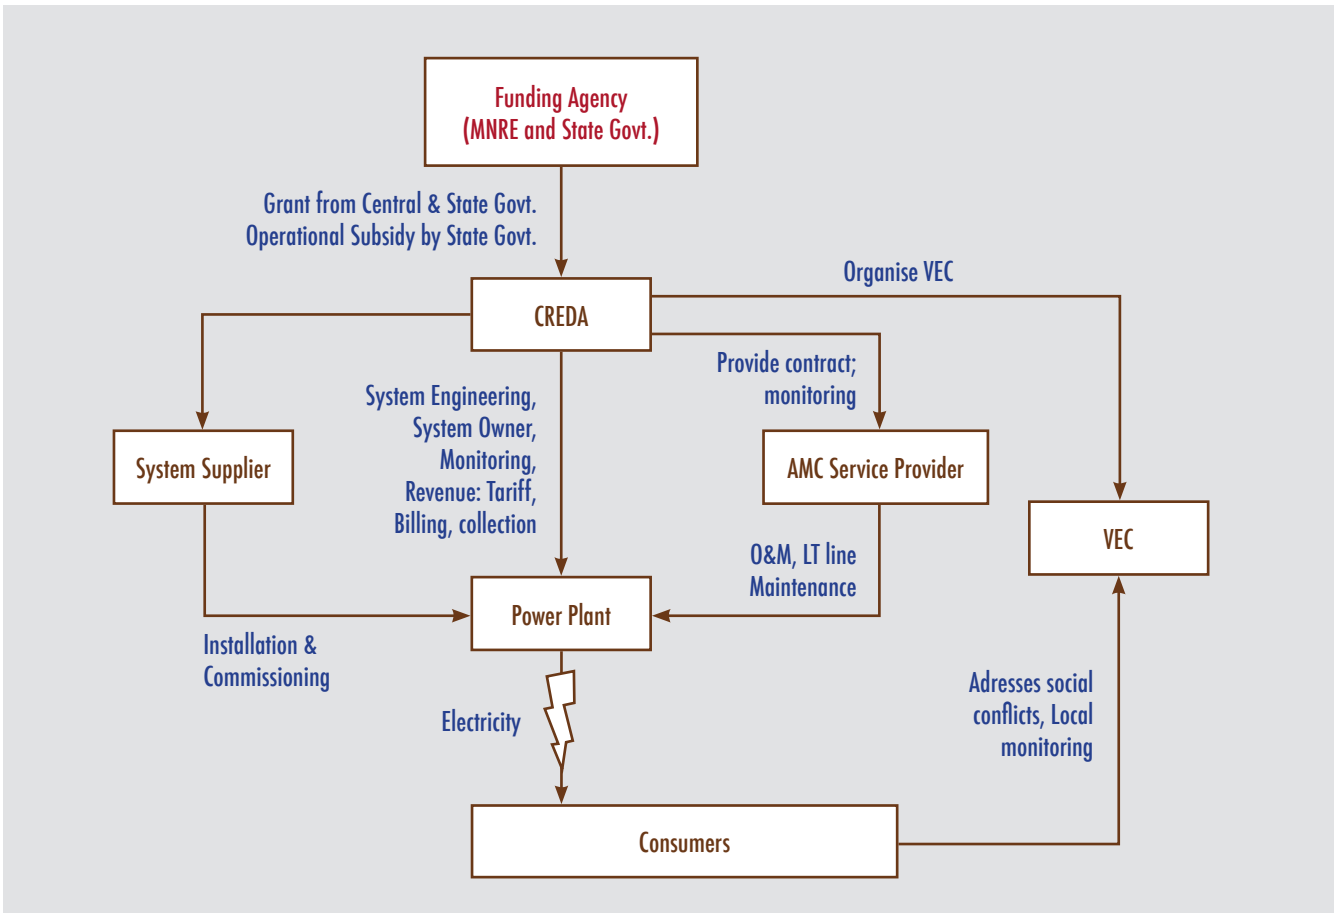 Funding Agency
(MNRE and State Govt.)
Grant from Central & State Govt.
Operational Subsidy by State Govt.
Organise VEC
CREDA
Provide contract;
monitoring
System Engineering,
System Owner,
Monitoring,
Revenue: Tariff,
Billing, collection
System Supplier
AMC Service Provider
VEC
O&M, LT line
Maintenance
Power Plant
Installation &
Commissioning
Adresses social
conflicts, Local
monitoring
Electricity
Consumers